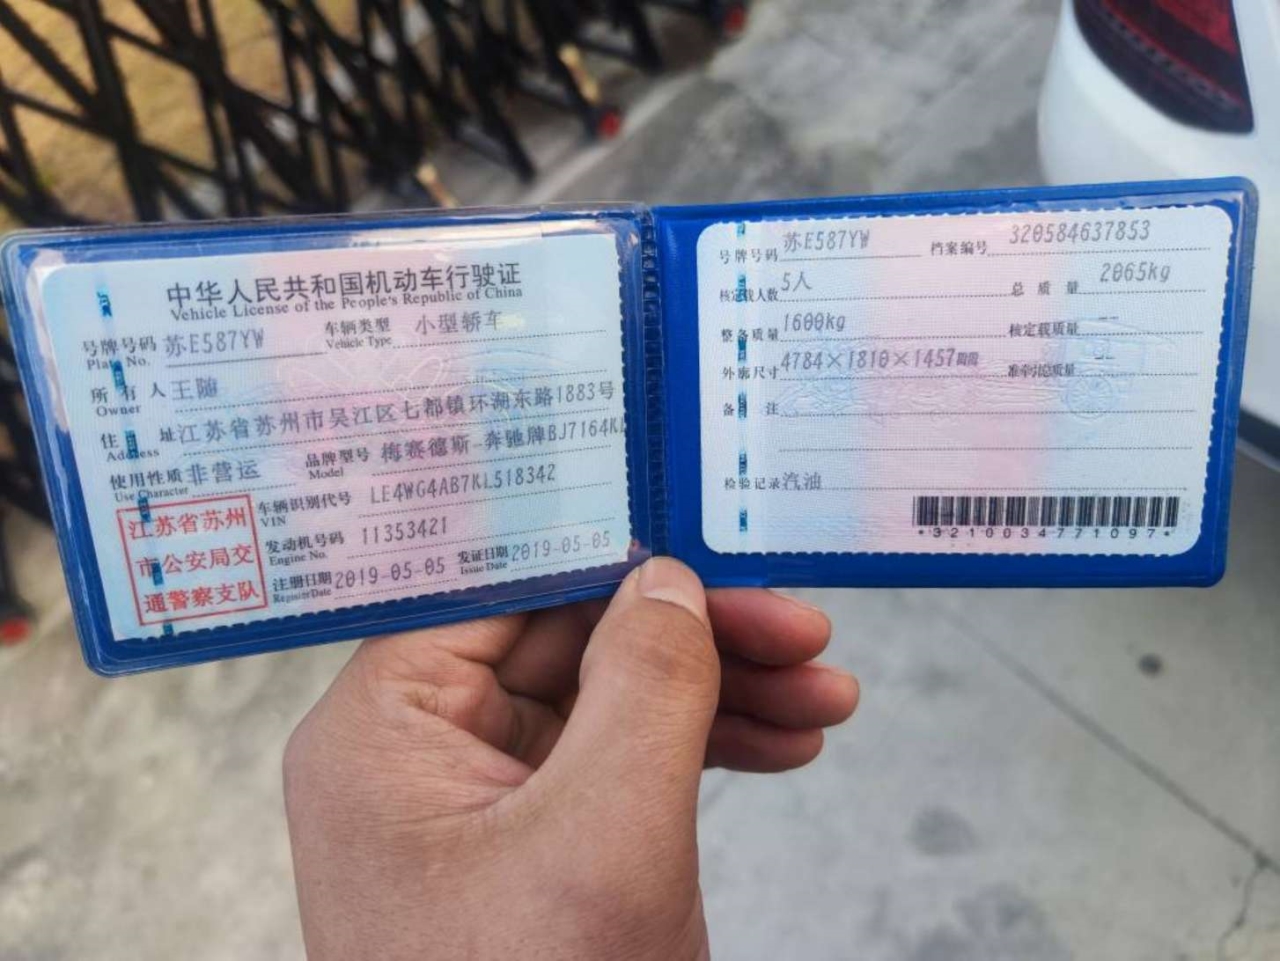 中华人民共和国机动车行驶证
Vehicle License of the People's Republic of China
号牌号码 苏E587YW 车辆类型 小型轿车
Plate No. Vehicle Type
所有人 王随
Owner
住址 江苏省苏州市吴江区七都镇环湖东路1883号
Address
使用性质 非营运 品牌型号 梅赛德斯-奔驰牌BJ7164K
Use Character Model
车辆识别代号 LE4WG4AB7KL518342
VIN
发动机号码 11353421
Engine No.
注册日期 2019-05-05 发证日期 2019-05-05
Register Date Issue Date
江苏省苏州
市公安局交
通警察支队
号牌号码 苏E587YW 档案编号 320584637853
核定载人数 5人 总质量 2065kg
整备质量 1600kg 核定载质量 --
外廓尺寸 4784×1810×1457mm 准牵引总质量 --
备注
检验记录 汽油
*3210034771097*